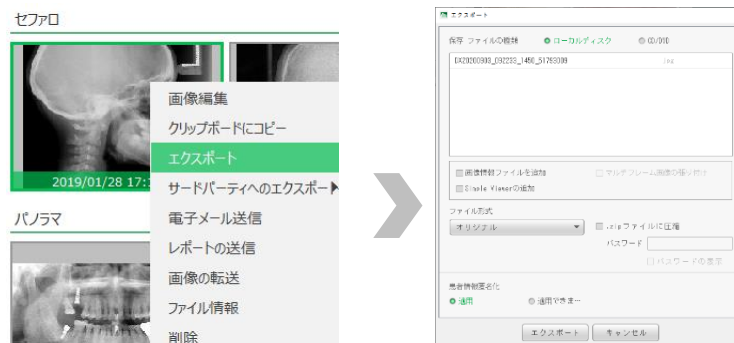 セファロ
2019/01/28 17:
画像編集
クリップボードにコピー
エクスポート
サードパーティへのエクスポート
電子メール送信
レポートの送信
画像の転送
ファイル情報
削除
パノラマ
エクスポート
保存 ファイルの種類
ローカルディスク
CD/DVD
画像情報ファイルを追加
マルチフレーム画像の張り付け
Simple Viewerの追加
ファイル形式
オリジナル
.zipファイルに圧縮
パスワード
パスワードの表示
患者情報匿名化
適用
適用できま…
エクスポート
キャンセル